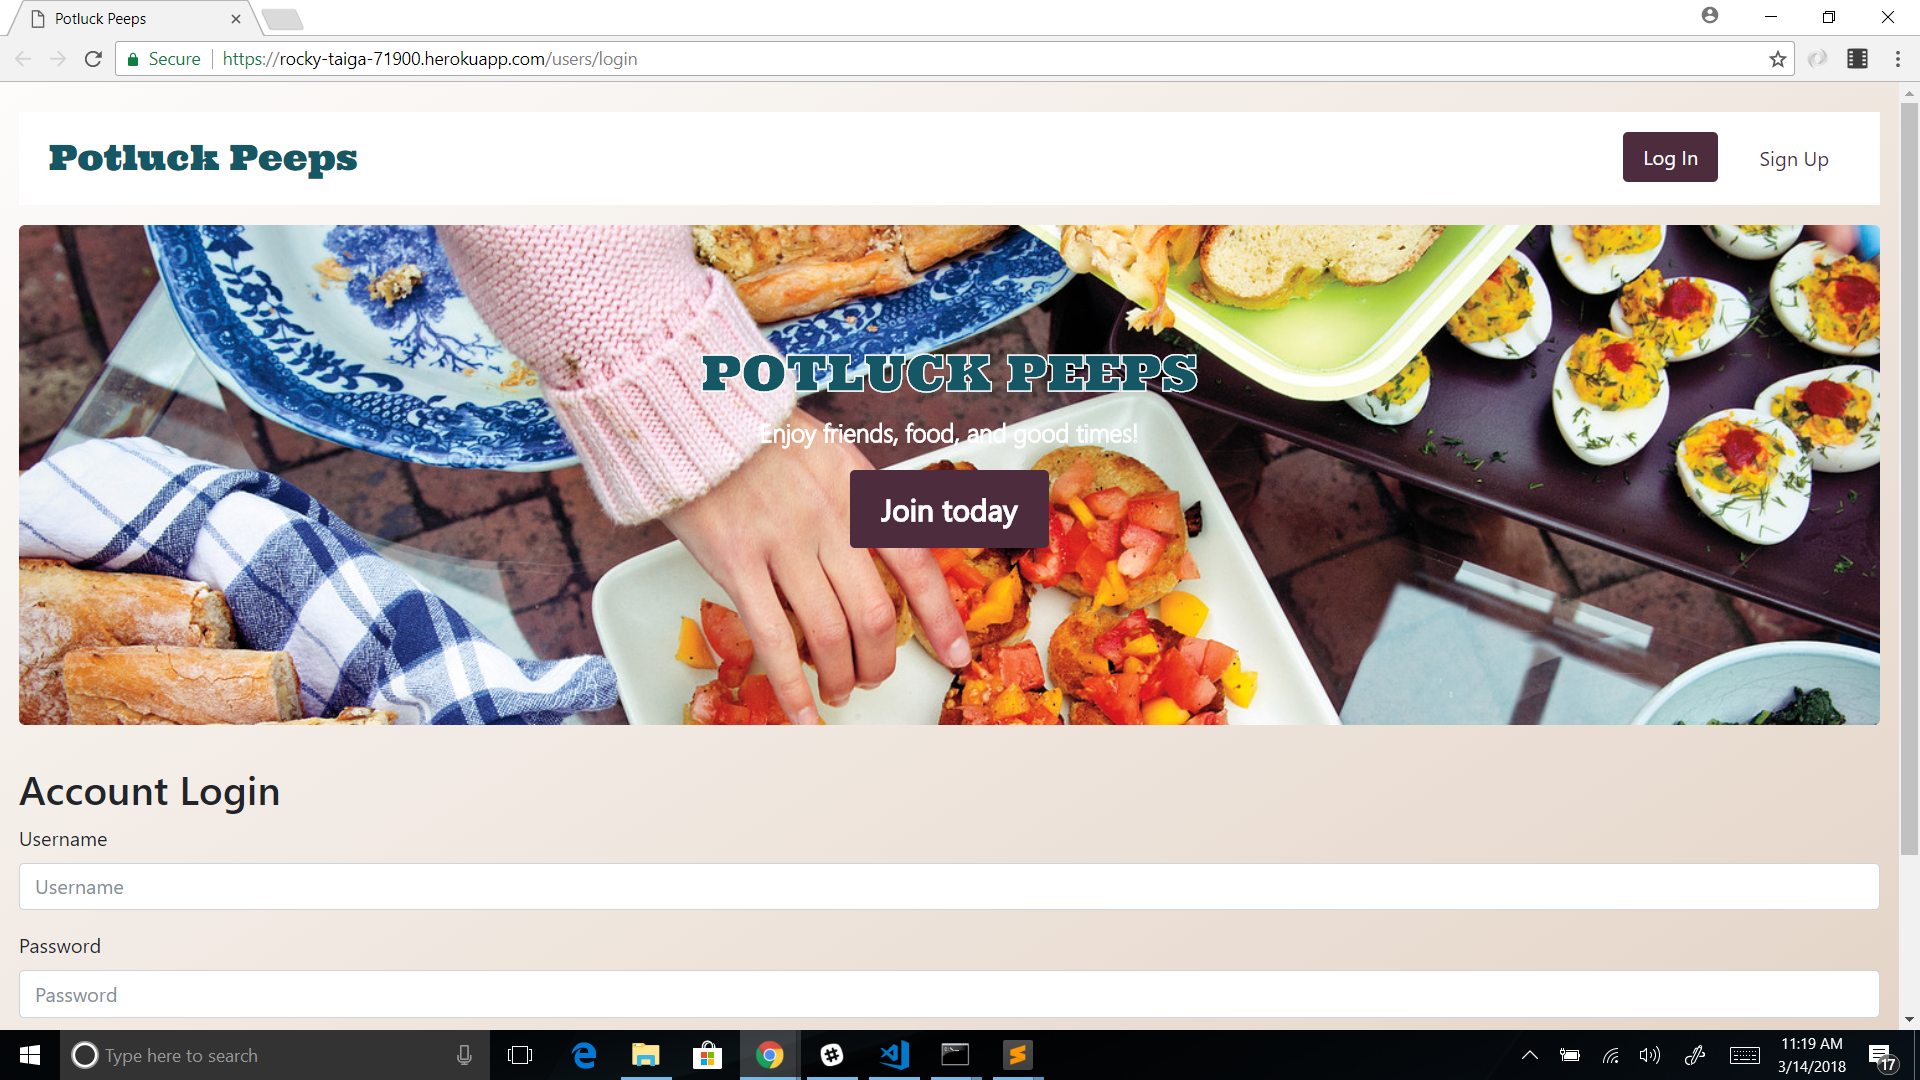 Potluck Peeps
Secure
https://rocky-taiga-71900.herokuapp.com/users/login
Potluck Peeps
Log In
Sign Up
POTLUCK PEEPS
Enjoy friends, food, and good times!
Join today
Account Login
Username
Username
Password
Password
Type here to search
11:19 AM
3/14/2018
17